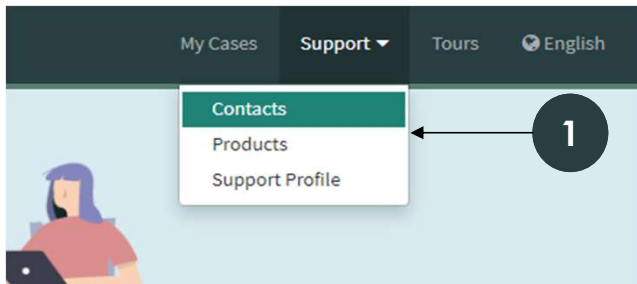 My Cases Support Tours English
Contacts
Products
Support Profile
1